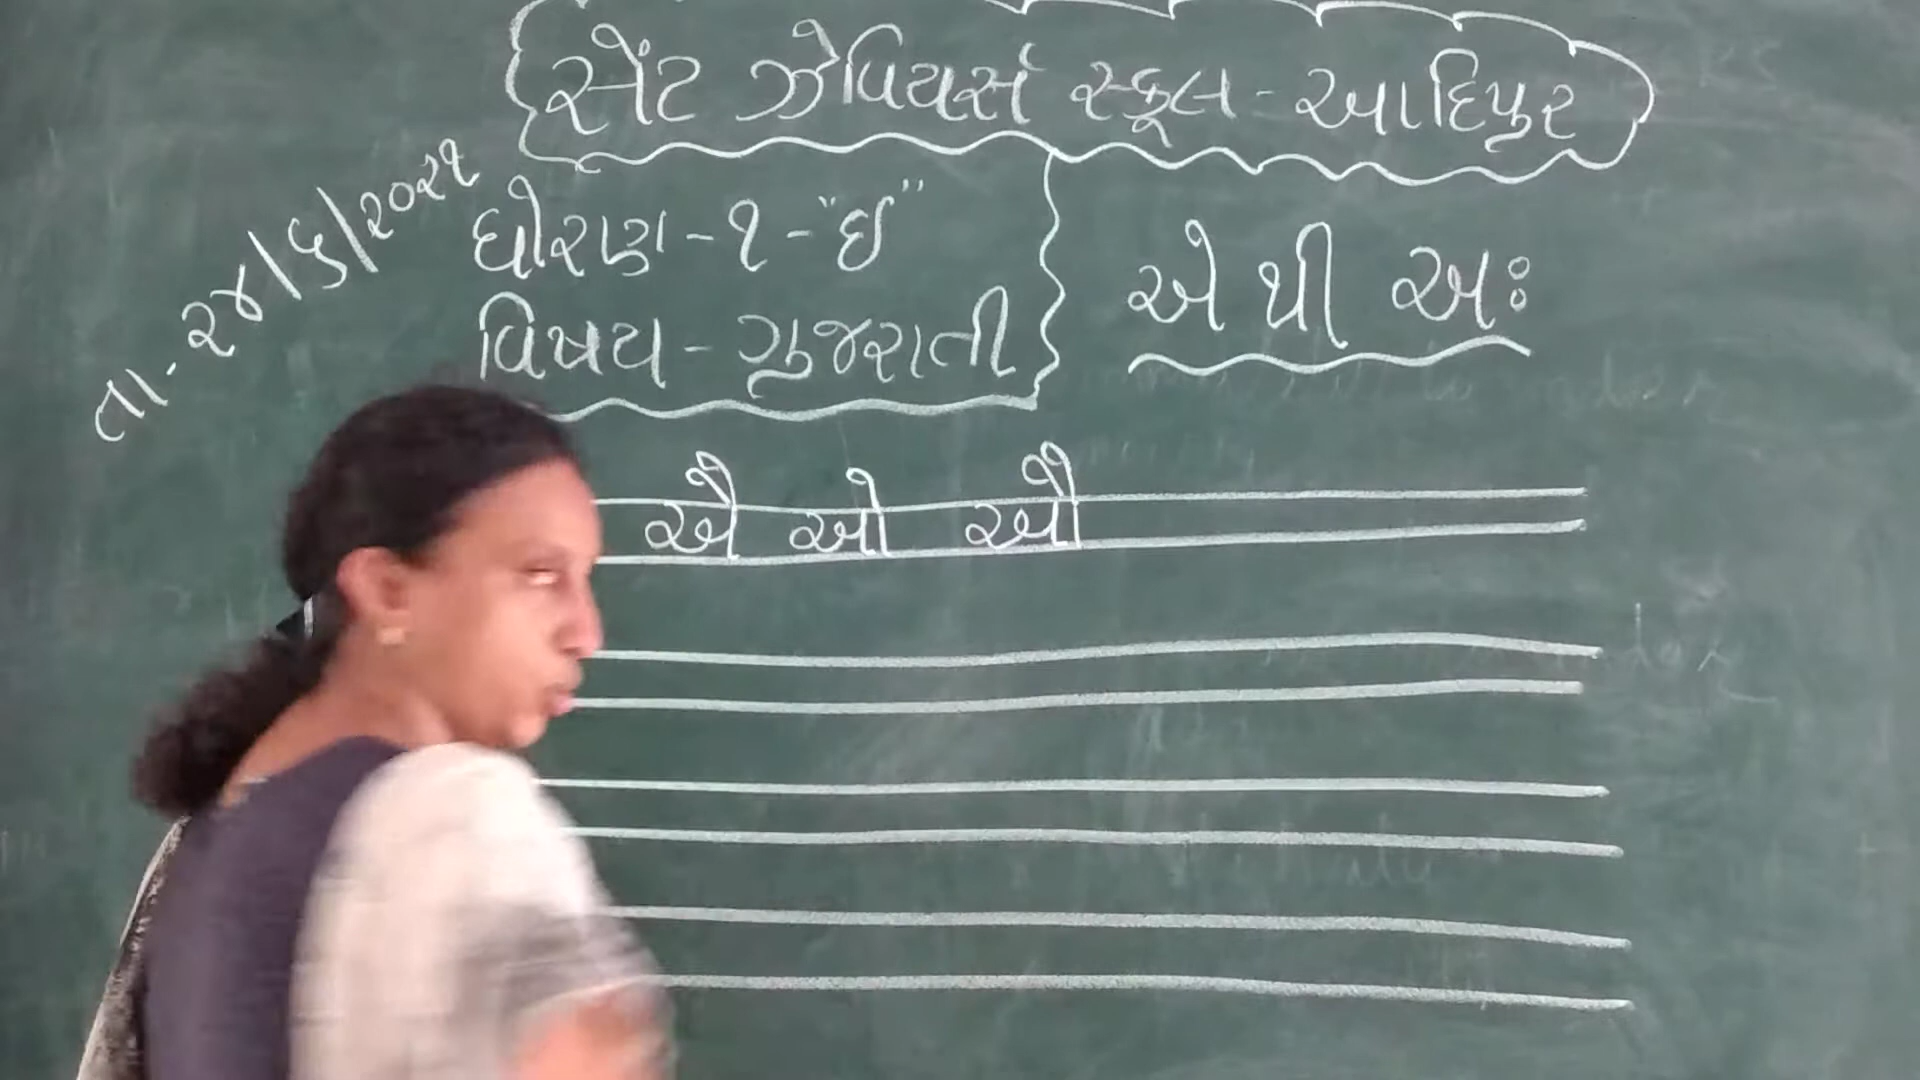 સેંટ ઝેવિયર્સ સ્કૂલ - આદિપુર
તા - ૨૪/૬/૨૦૨૧
ધોરણ - ૧ - "ઇ"
વિષય - ગુજરાતી
એ થી અઃ
ઐ ઓ ઔ